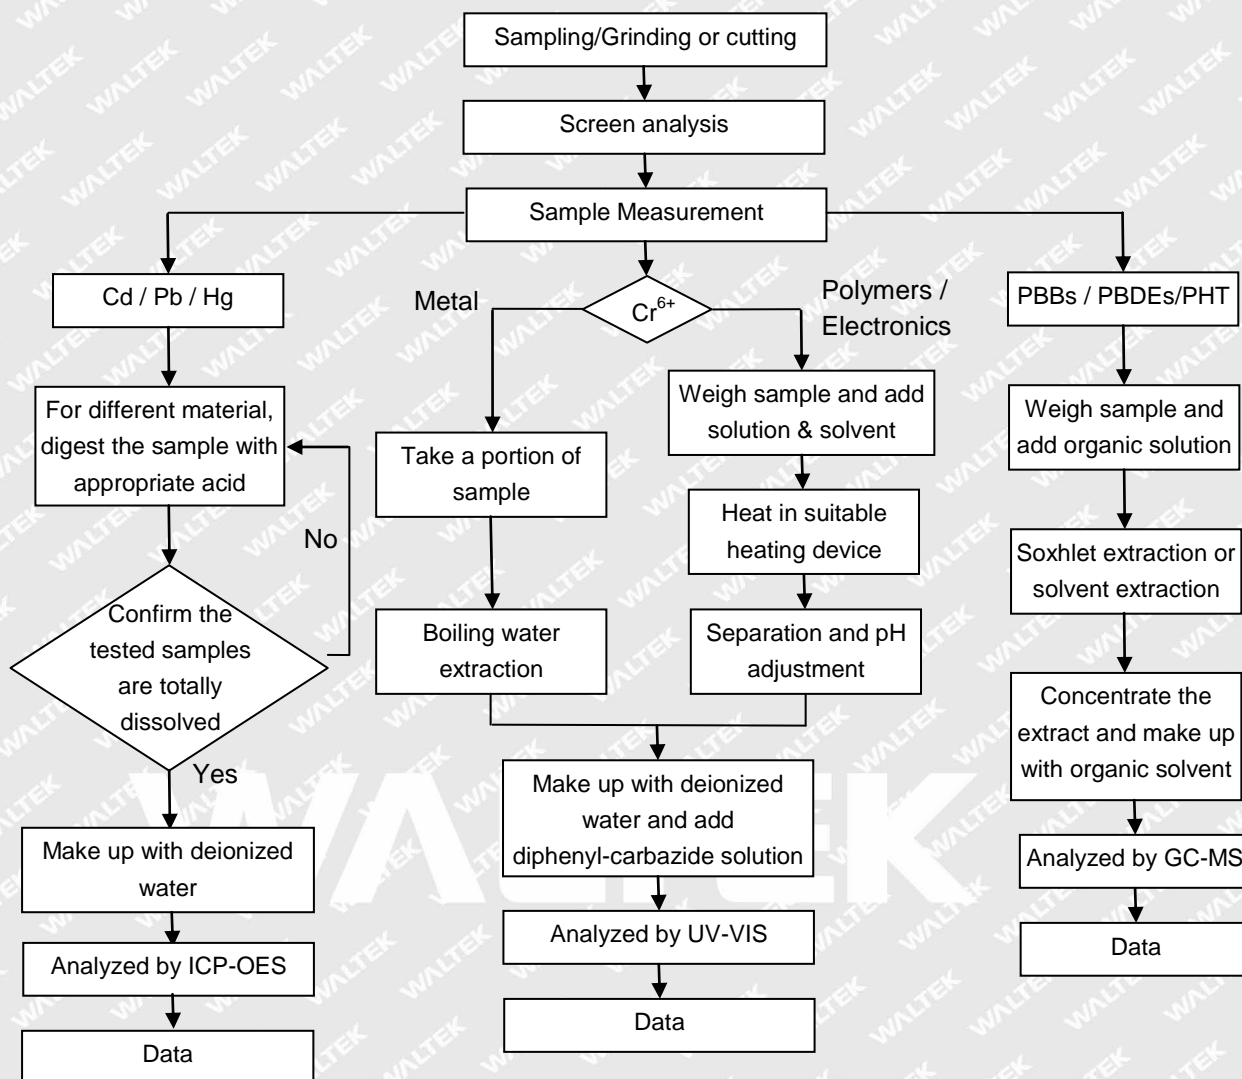 Sampling/Grinding or cutting
Screen analysis
Sample Measurement
Cd / Pb / Hg
For different material,
digest the sample with
appropriate acid
No
Confirm the
tested samples
are totally
dissolved
Yes
Make up with deionized
water
Analyzed by ICP-OES
Data
Metal
Cr6+
Polymers /
Electronics
Take a portion of
sample
Boiling water
extraction
Weigh sample and add
solution & solvent
Heat in suitable
heating device
Separation and pH
adjustment
Make up with deionized
water and add
diphenyl-carbazide solution
Analyzed by UV-VIS
Data
PBBs / PBDEs/PHT
Weigh sample and
add organic solution
Soxhlet extraction or
solvent extraction
Concentrate the
extract and make up
with organic solvent
Analyzed by GC-MS
Data
WALTEK